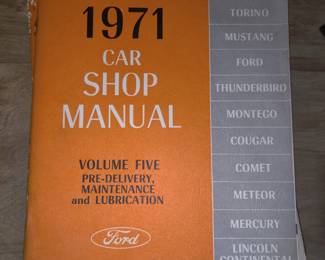 1971
CAR
SHOP
MANUAL
VOLUME FIVE
PRE-DELIVERY,
MAINTENANCE
and LUBRICATION
Ford
TORINO
MUSTANG
FORD
THUNDERBIRD
MONTEGO
COUGAR
COMET
METEOR
MERCURY
LINCOLN
CONTINENTAL